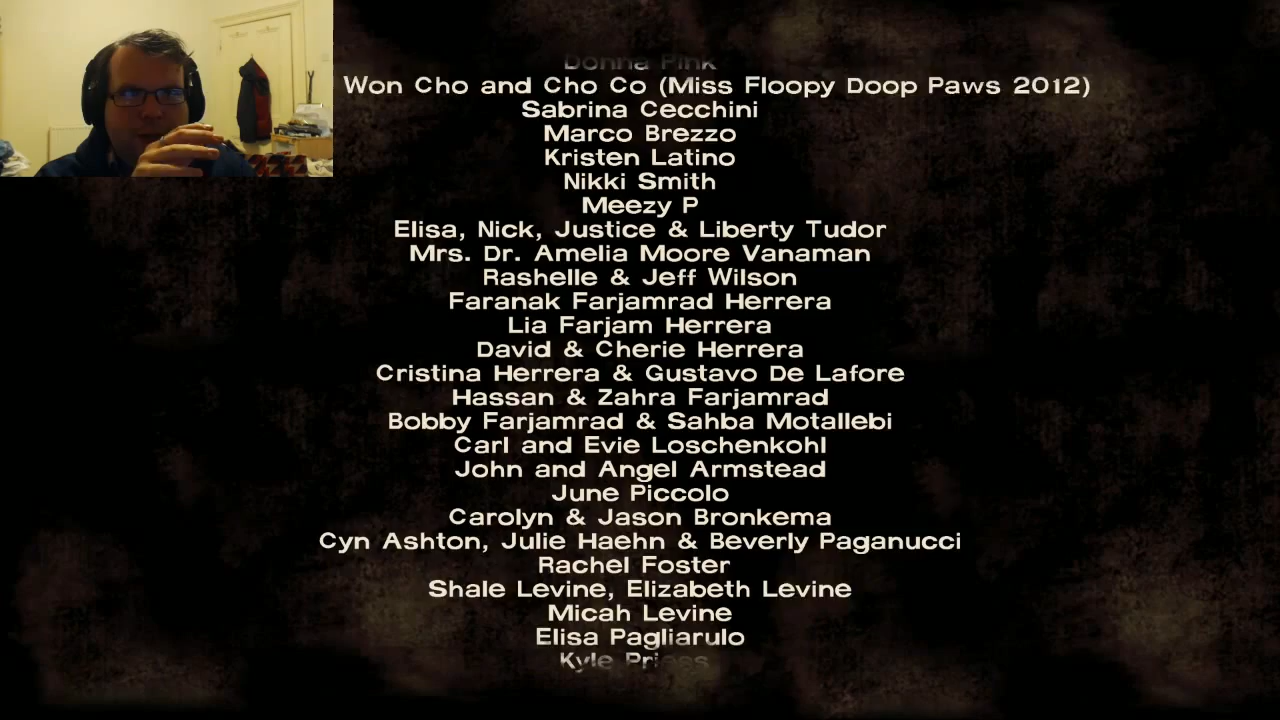 Donna Pink
Won Cho and Cho Co (Miss Floopy Doop Paws 2012)
Sabrina Cecchini
Marco Brezzo
Kristen Latino
Nikki Smith
Meezy P
Elisa, Nick, Justice & Liberty Tudor
Mrs. Dr. Amelia Moore Vanaman
Rashelle & Jeff Wilson
Faranak Farjamrad Herrera
Lia Farjam Herrera
David & Cherie Herrera
Cristina Herrera & Gustavo De Lafore
Hassan & Zahra Farjamrad
Bobby Farjamrad & Sahba Motallebi
Carl and Evie Loschenkohl
John and Angel Armstead
June Piccolo
Carolyn & Jason Bronkema
Cyn Ashton, Julie Haehn & Beverly Paganucci
Rachel Foster
Shale Levine, Elizabeth Levine
Micah Levine
Elisa Pagliarulo
Kyle